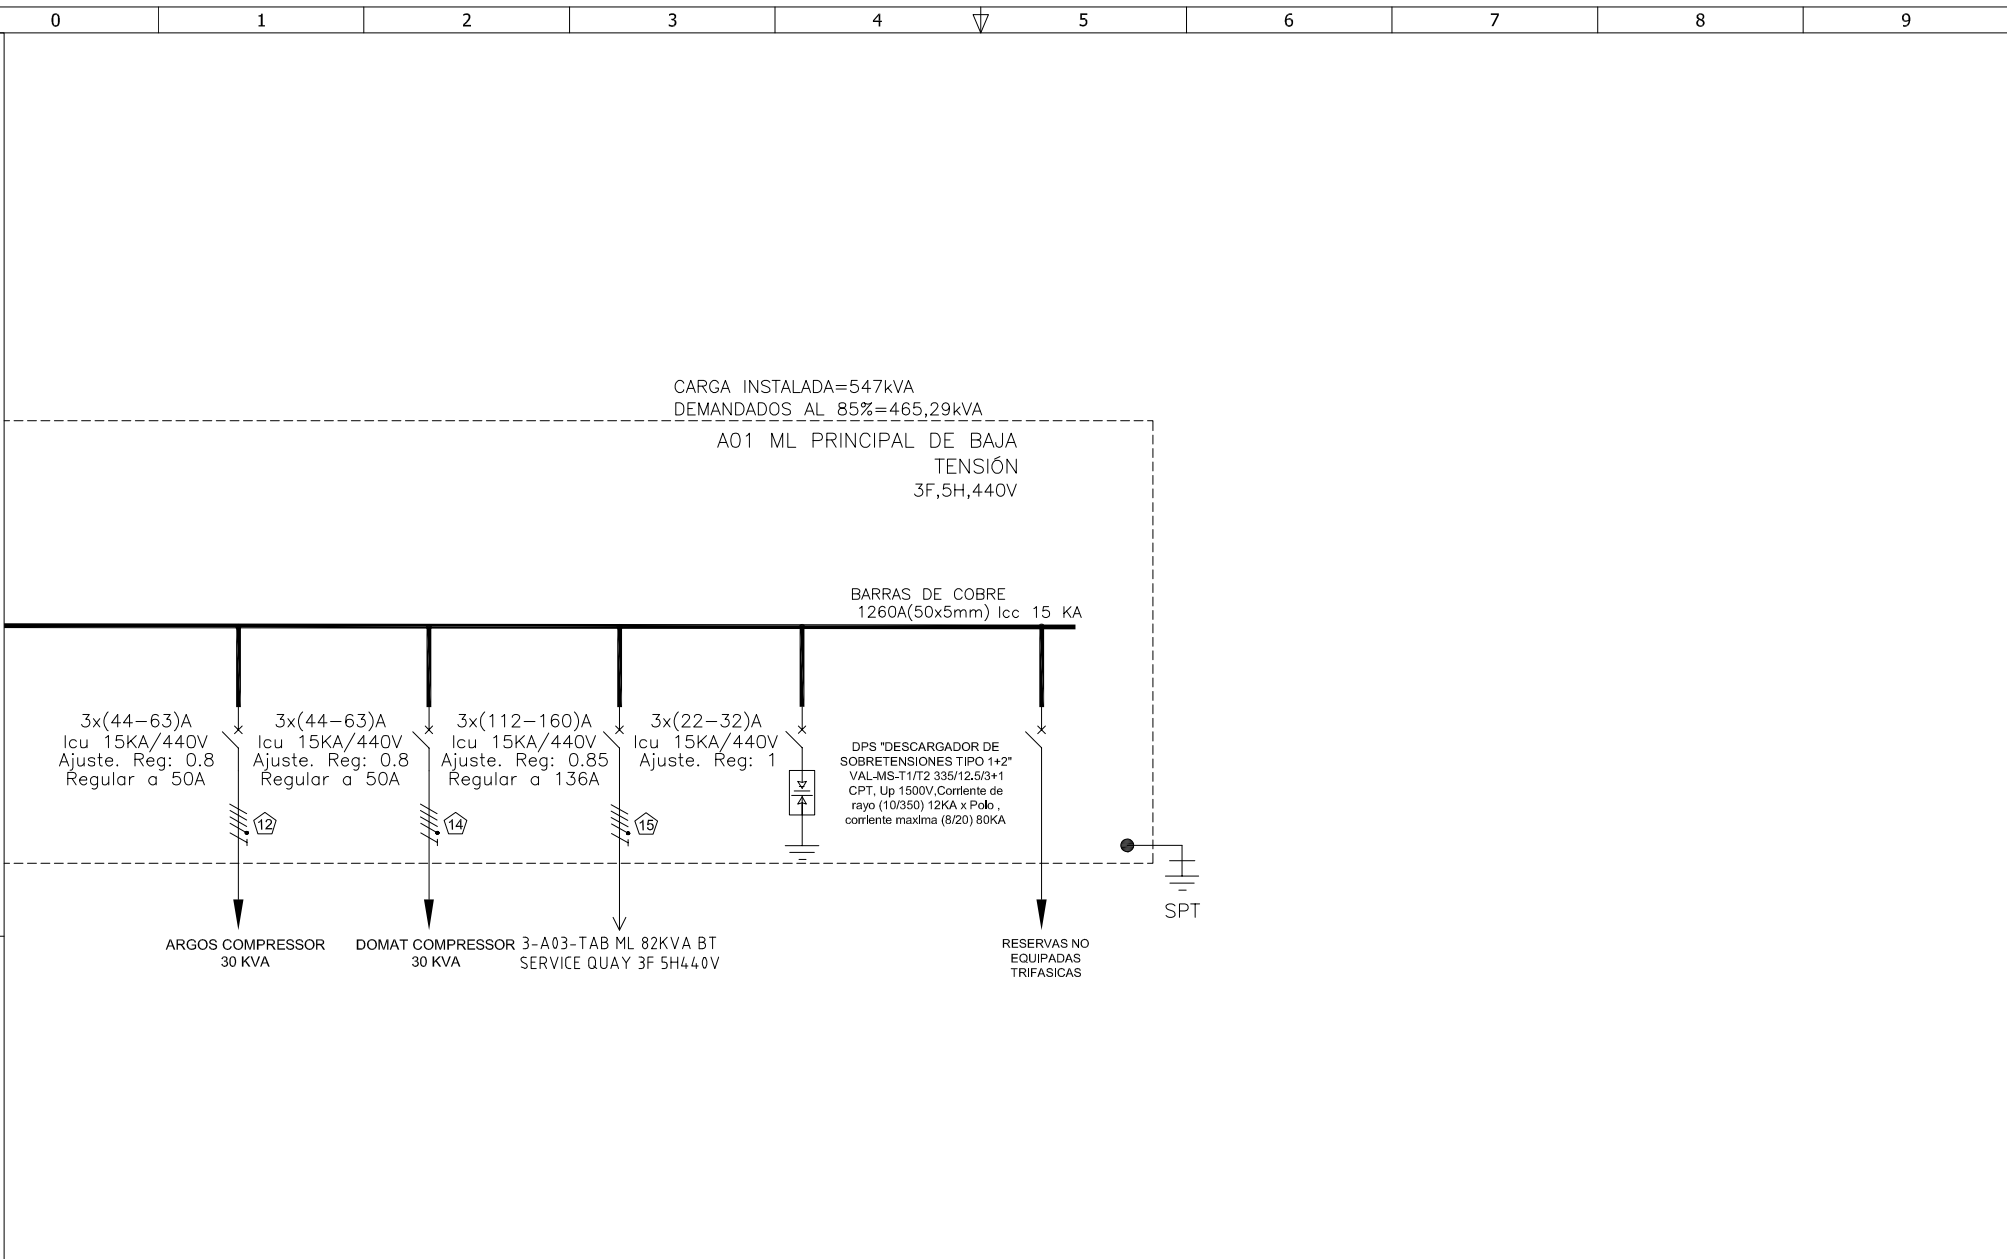 0 1 2 3 4 5 6 7 8 9
CARGA INSTALADA=547kVA
DEMANDADOS AL 85%=465,29kVA
A01 ML PRINCIPAL DE BAJA
TENSIÓN
3F,5H,440V
BARRAS DE COBRE
1260A(50x5mm) Icc 15 KA
3x(44-63)A
Icu 15KA/440V
Ajuste. Reg: 0.8
Regular a 50A
3x(44-63)A
Icu 15KA/440V
Ajuste. Reg: 0.8
Regular a 50A
3x(112-160)A
Icu 15KA/440V
Ajuste. Reg: 0.85
Regular a 136A
3x(22-32)A
Icu 15KA/440V
Ajuste. Reg: 1
DPS "DESCARGADOR DE
SOBRETENSIONES TIPO 1+2"
VAL-MS-T1/T2 335/12.5/3+1
CPT, Up 1500V,Corriente de
rayo (10/350) 12KA x Polo ,
corriente maxima (8/20) 80KA
12
14
15
SPT
ARGOS COMPRESSOR
30 KVA
DOMAT COMPRESSOR
30 KVA
3-A03-TAB ML 82KVA BT
SERVICE QUAY 3F 5H440V
RESERVAS NO
EQUIPADAS
TRIFASICAS